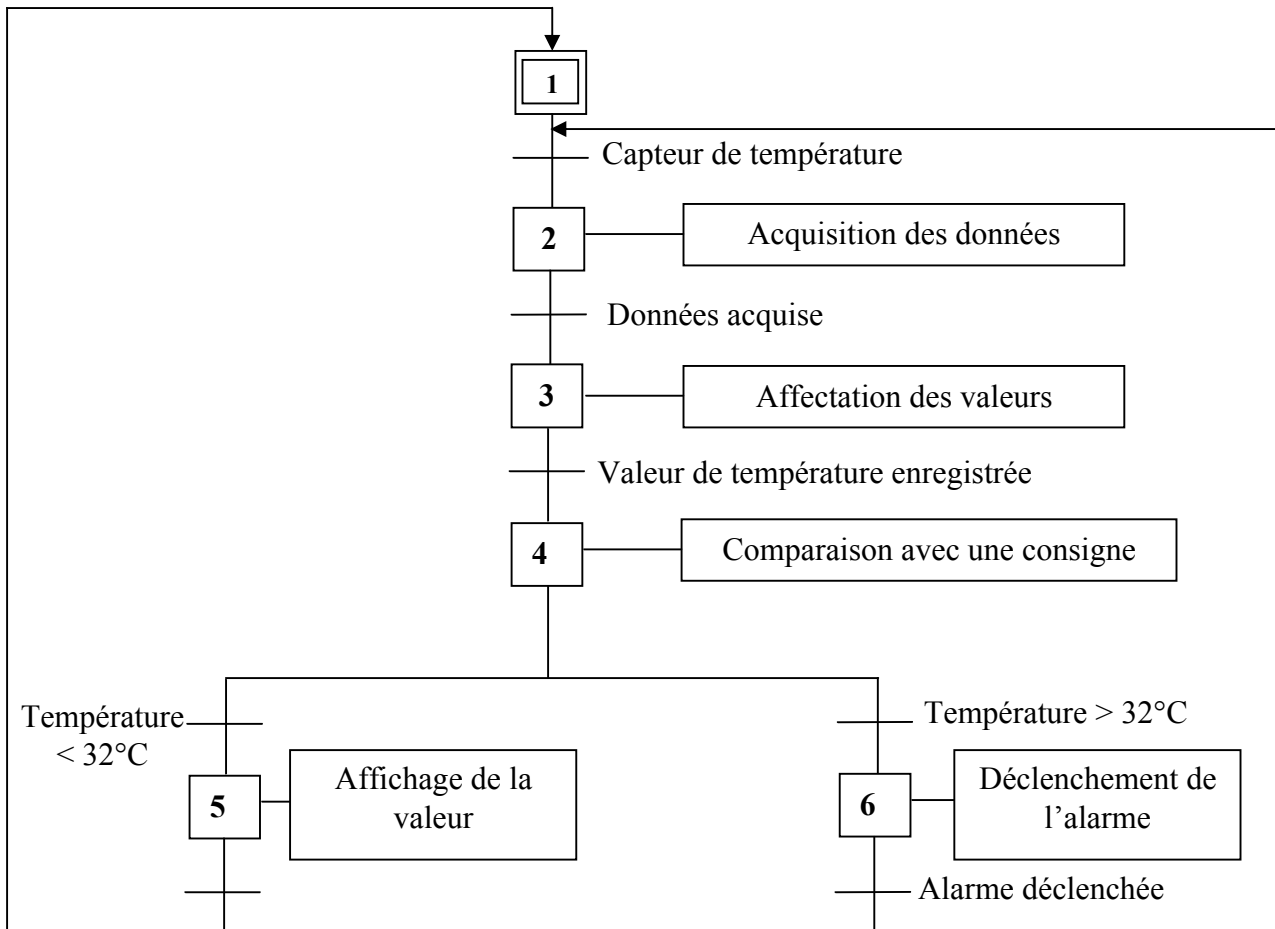 1
Capteur de température
2
Acquisition des données
Données acquise
3
Affectation des valeurs
Valeur de température enregistrée
4
Comparaison avec une consigne
Température
< 32°C
Température > 32°C
5
Affichage de la
valeur
6
Déclenchement de
l’alarme
Alarme déclenchée